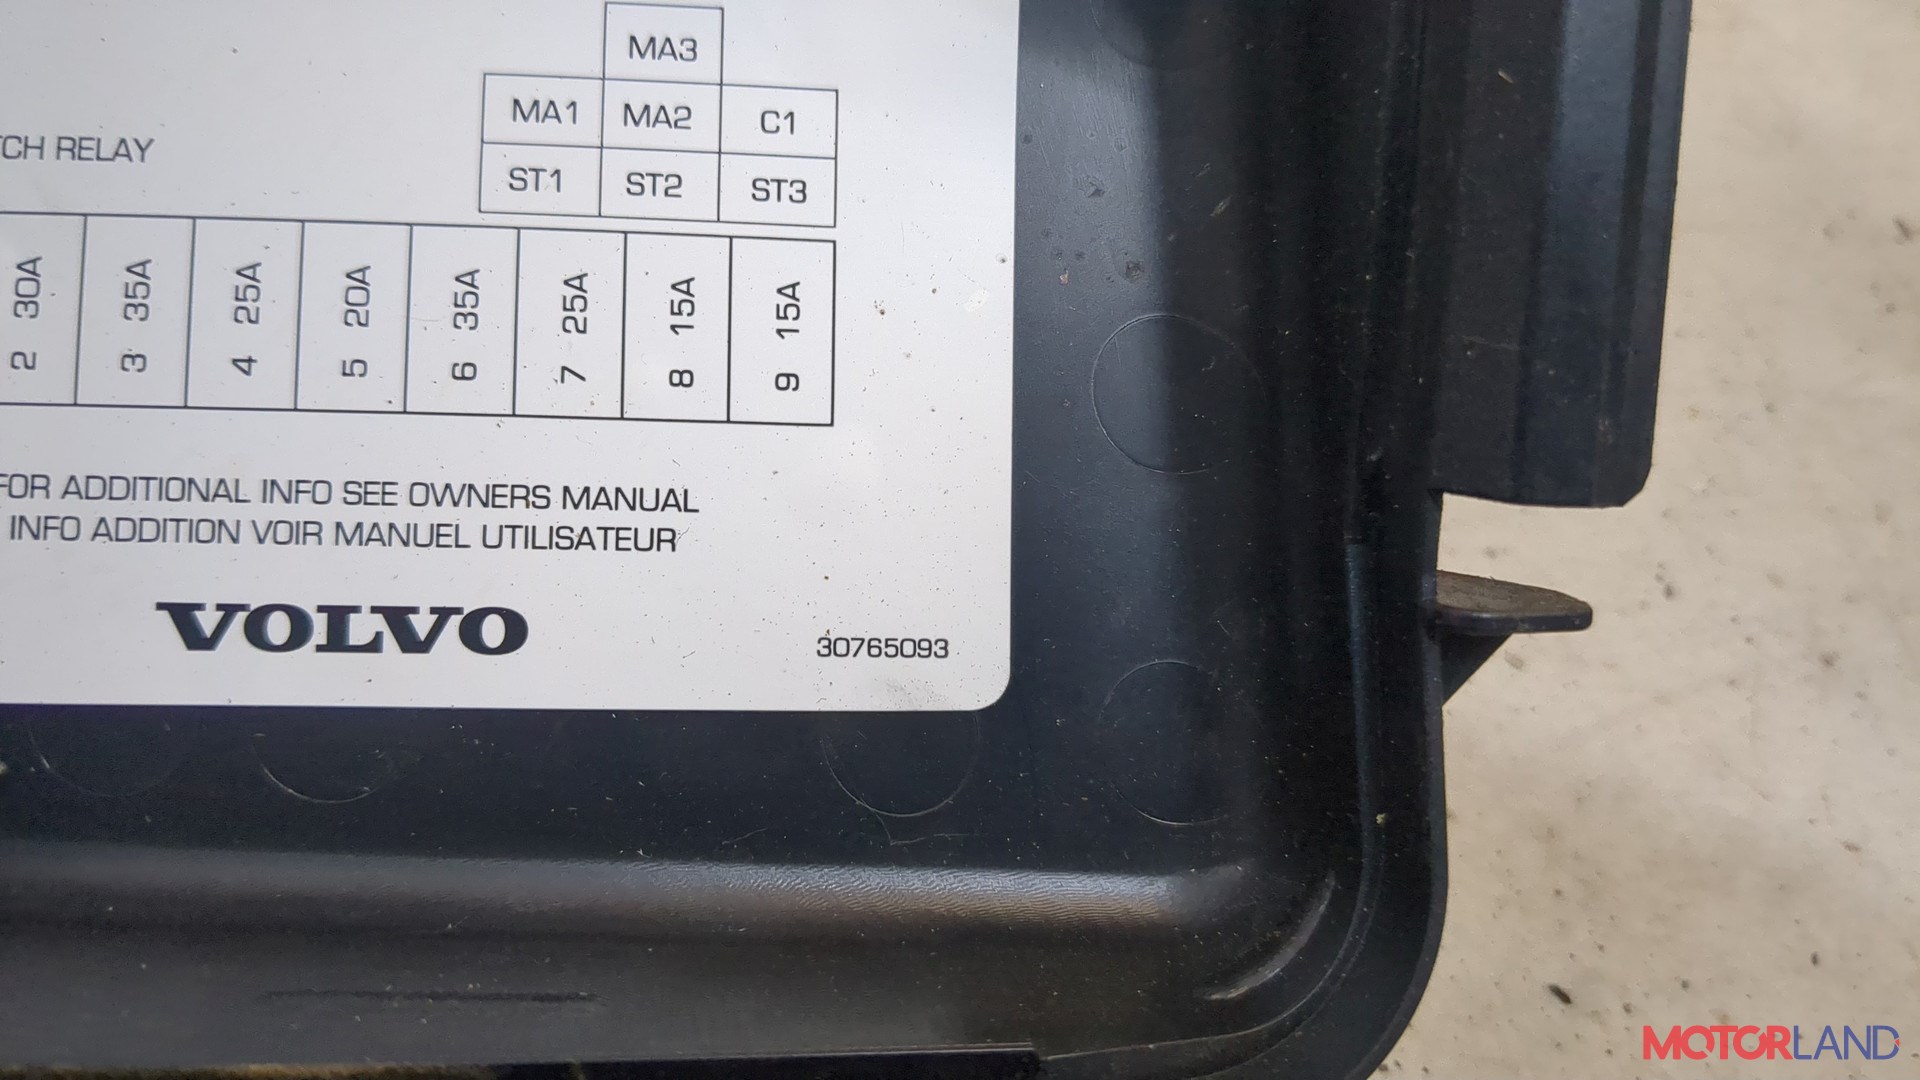 MA3
MA1 MA2 C1
TCH RELAY
ST1 ST2 ST3
2 30A
3 35A
4 25A
5 20A
6 35A
7 25A
8 15A
9 15A
FOR ADDITIONAL INFO SEE OWNERS MANUAL
INFO ADDITION VOIR MANUEL UTILISATEUR
VOLVO
30765093
MOTORLAND